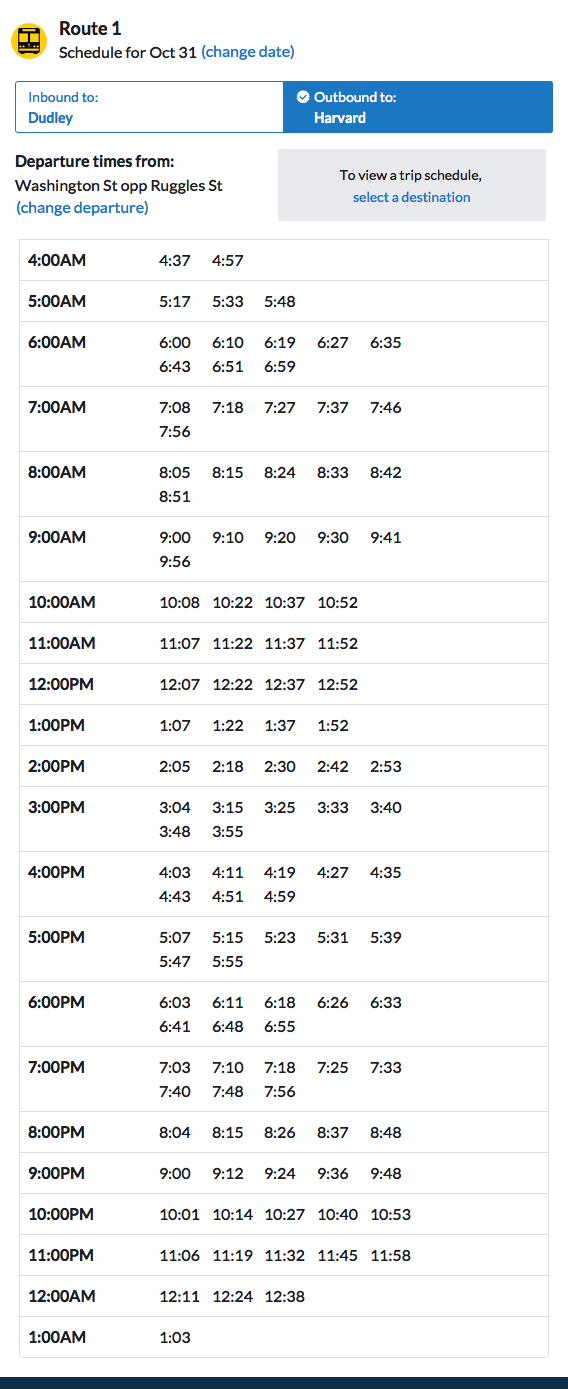 Route 1
Schedule for Oct 31 (change date)
Inbound to:
Dudley
Outbound to:
Harvard
Departure times from:
Washington St opp Ruggles St
(change departure)
To view a trip schedule,
select a destination
4:00AM 4:37 4:57
5:00AM 5:17 5:33 5:48
6:00AM 6:00 6:10 6:19 6:27 6:35
6:43 6:51 6:59
7:00AM 7:08 7:18 7:27 7:37 7:46
7:56
8:00AM 8:05 8:15 8:24 8:33 8:42
8:51
9:00AM 9:00 9:10 9:20 9:30 9:41
9:56
10:00AM 10:08 10:22 10:37 10:52
11:00AM 11:07 11:22 11:37 11:52
12:00PM 12:07 12:22 12:37 12:52
1:00PM 1:07 1:22 1:37 1:52
2:00PM 2:05 2:18 2:30 2:42 2:53
3:00PM 3:04 3:15 3:25 3:33 3:40
3:48 3:55
4:00PM 4:03 4:11 4:19 4:27 4:35
4:43 4:51 4:59
5:00PM 5:07 5:15 5:23 5:31 5:39
5:47 5:55
6:00PM 6:03 6:11 6:18 6:26 6:33
6:41 6:48 6:55
7:00PM 7:03 7:10 7:18 7:25 7:33
7:40 7:48 7:56
8:00PM 8:04 8:15 8:26 8:37 8:48
9:00PM 9:00 9:12 9:24 9:36 9:48
10:00PM 10:01 10:14 10:27 10:40 10:53
11:00PM 11:06 11:19 11:32 11:45 11:58
12:00AM 12:11 12:24 12:38
1:00AM 1:03